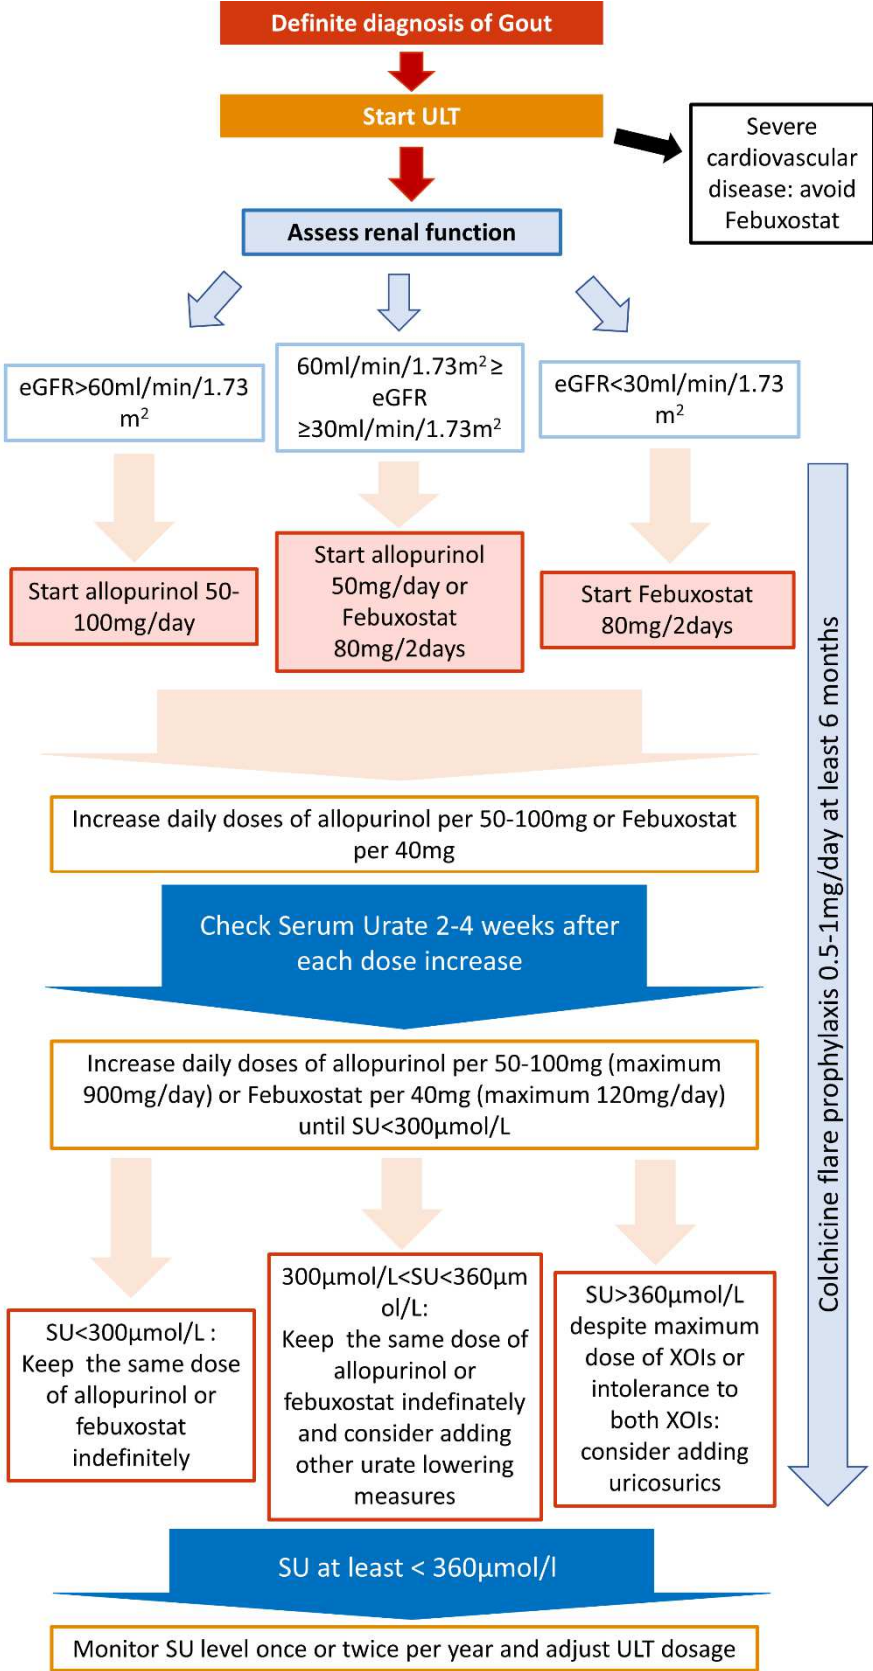 Definite diagnosis of Gout
Start ULT
Severe
cardiovascular
disease: avoid
Febuxostat
Assess renal function
eGFR>60ml/min/1.73
m²
60ml/min/1.73m² ≥
eGFR
≥30ml/min/1.73m²
eGFR<30ml/min/1.73
m²
Start allopurinol 50-
100mg/day
Start allopurinol
50mg/day or
Febuxostat
80mg/2days
Start Febuxostat
80mg/2days
Increase daily doses of allopurinol per 50-100mg or Febuxostat
per 40mg
Check Serum Urate 2-4 weeks after
each dose increase
Increase daily doses of allopurinol per 50-100mg (maximum
900mg/day) or Febuxostat per 40mg (maximum 120mg/day)
until SU<300µmol/L
SU<300µmol/L :
Keep the same dose
of allopurinol or
febuxostat
indefinitely
300µmol/L<SU<360µm
ol/L:
Keep the same dose of
allopurinol or
febuxostat indefinately
and consider adding
other urate lowering
measures
SU>360µmol/L
despite maximum
dose of XOIs or
intolerance to
both XOIs:
consider adding
uricosurics
Colchicine flare prophylaxis 0.5-1mg/day at least 6 months
SU at least < 360µmol/l
Monitor SU level once or twice per year and adjust ULT dosage